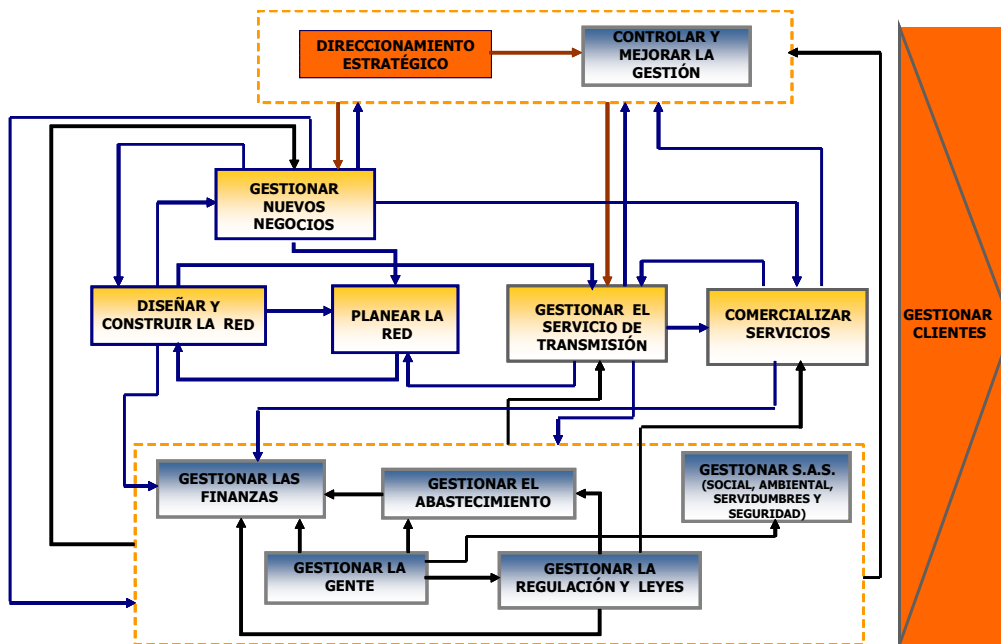 DIRECCIONAMIENTO
ESTRATÉGICO
CONTROLAR Y
MEJORAR LA
GESTIÓN
GESTIONAR
NUEVOS
NEGOCIOS
DISEÑAR Y
CONSTRUIR LA RED
PLANEAR LA
RED
GESTIONAR EL
SERVICIO DE
TRANSMISIÓN
COMERCIALIZAR
SERVICIOS
GESTIONAR
CLIENTES
GESTIONAR LAS
FINANZAS
GESTIONAR EL
ABASTECIMIENTO
GESTIONAR S.A.S.
(SOCIAL, AMBIENTAL,
SERVIDUMBRES Y
SEGURIDAD)
GESTIONAR LA
GENTE
GESTIONAR LA
REGULACIÓN Y LEYES